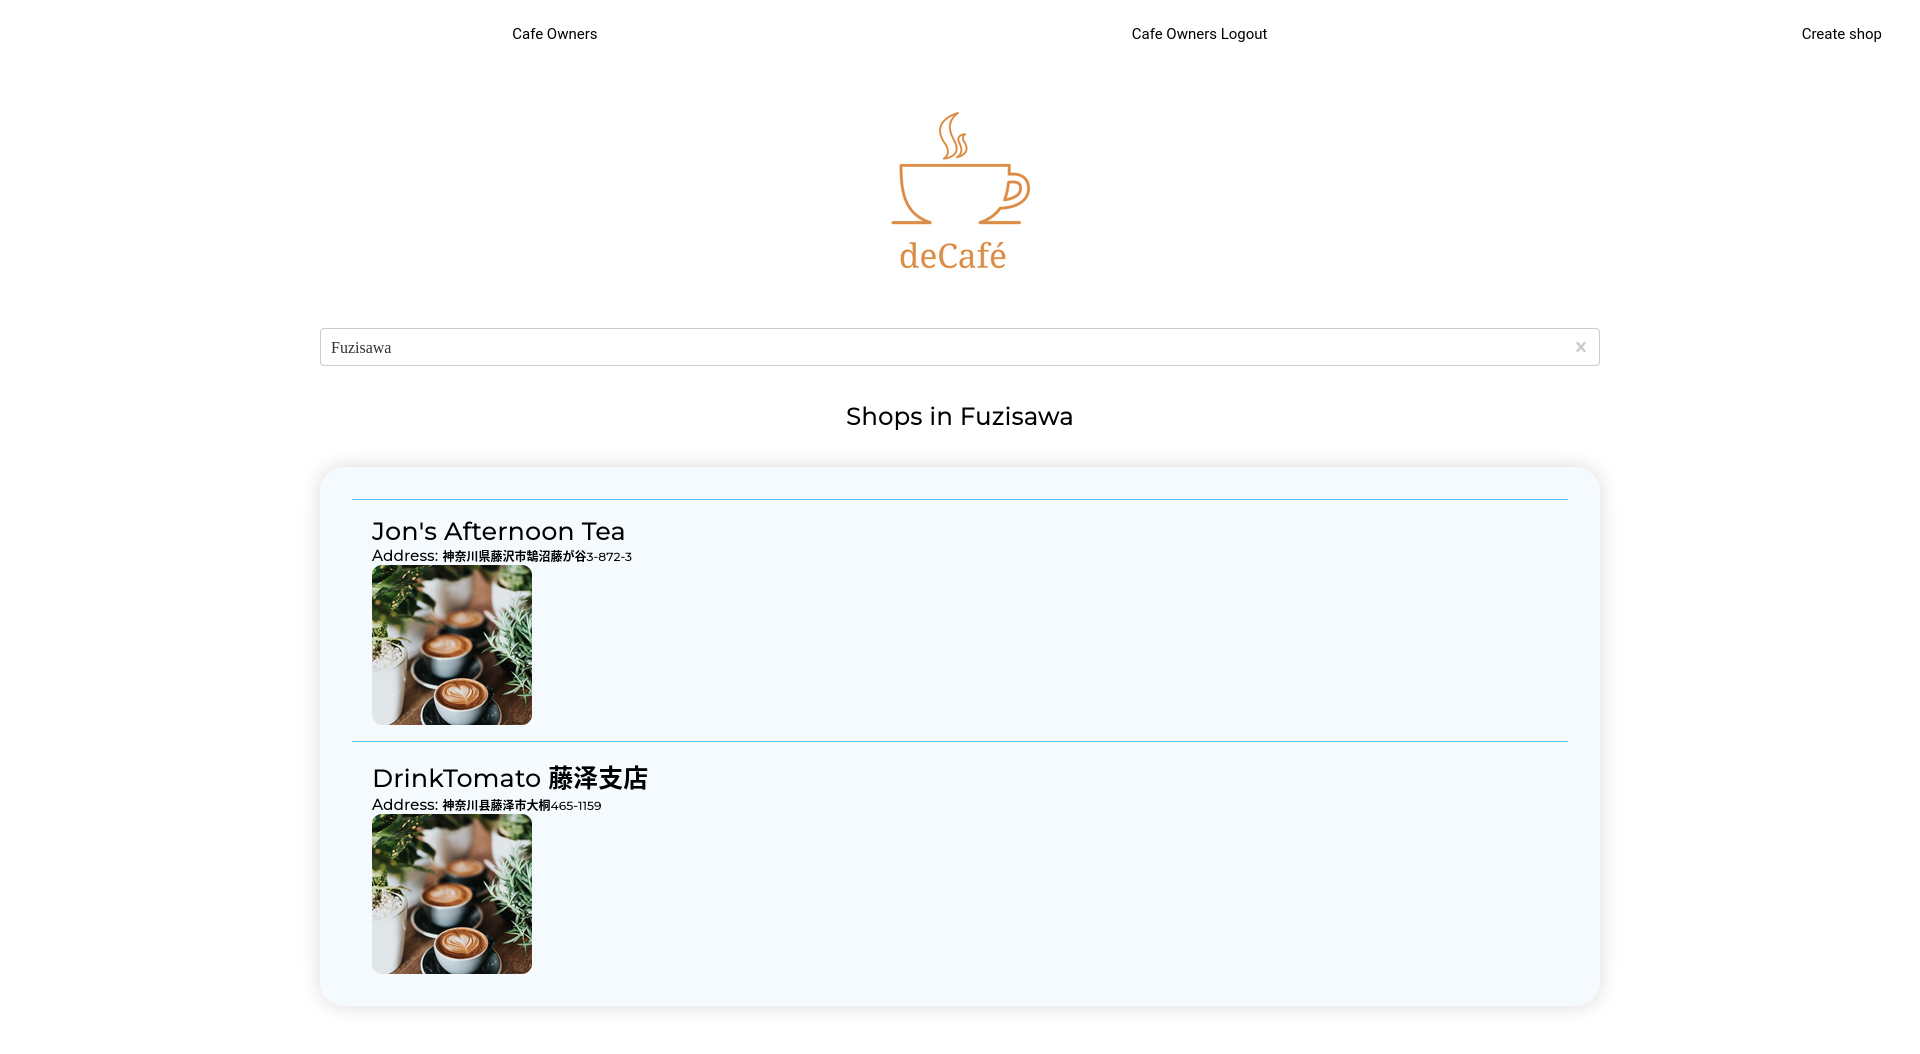 Cafe Owners
Cafe Owners Logout
Create shop
deCafé
Fuzisawa
Shops in Fuzisawa
Jon's Afternoon Tea
Address: 神奈川県藤沢市鵠沼藤が谷3-872-3
DrinkTomato 藤泽支店
Address: 神奈川县藤泽市大桐465-1159